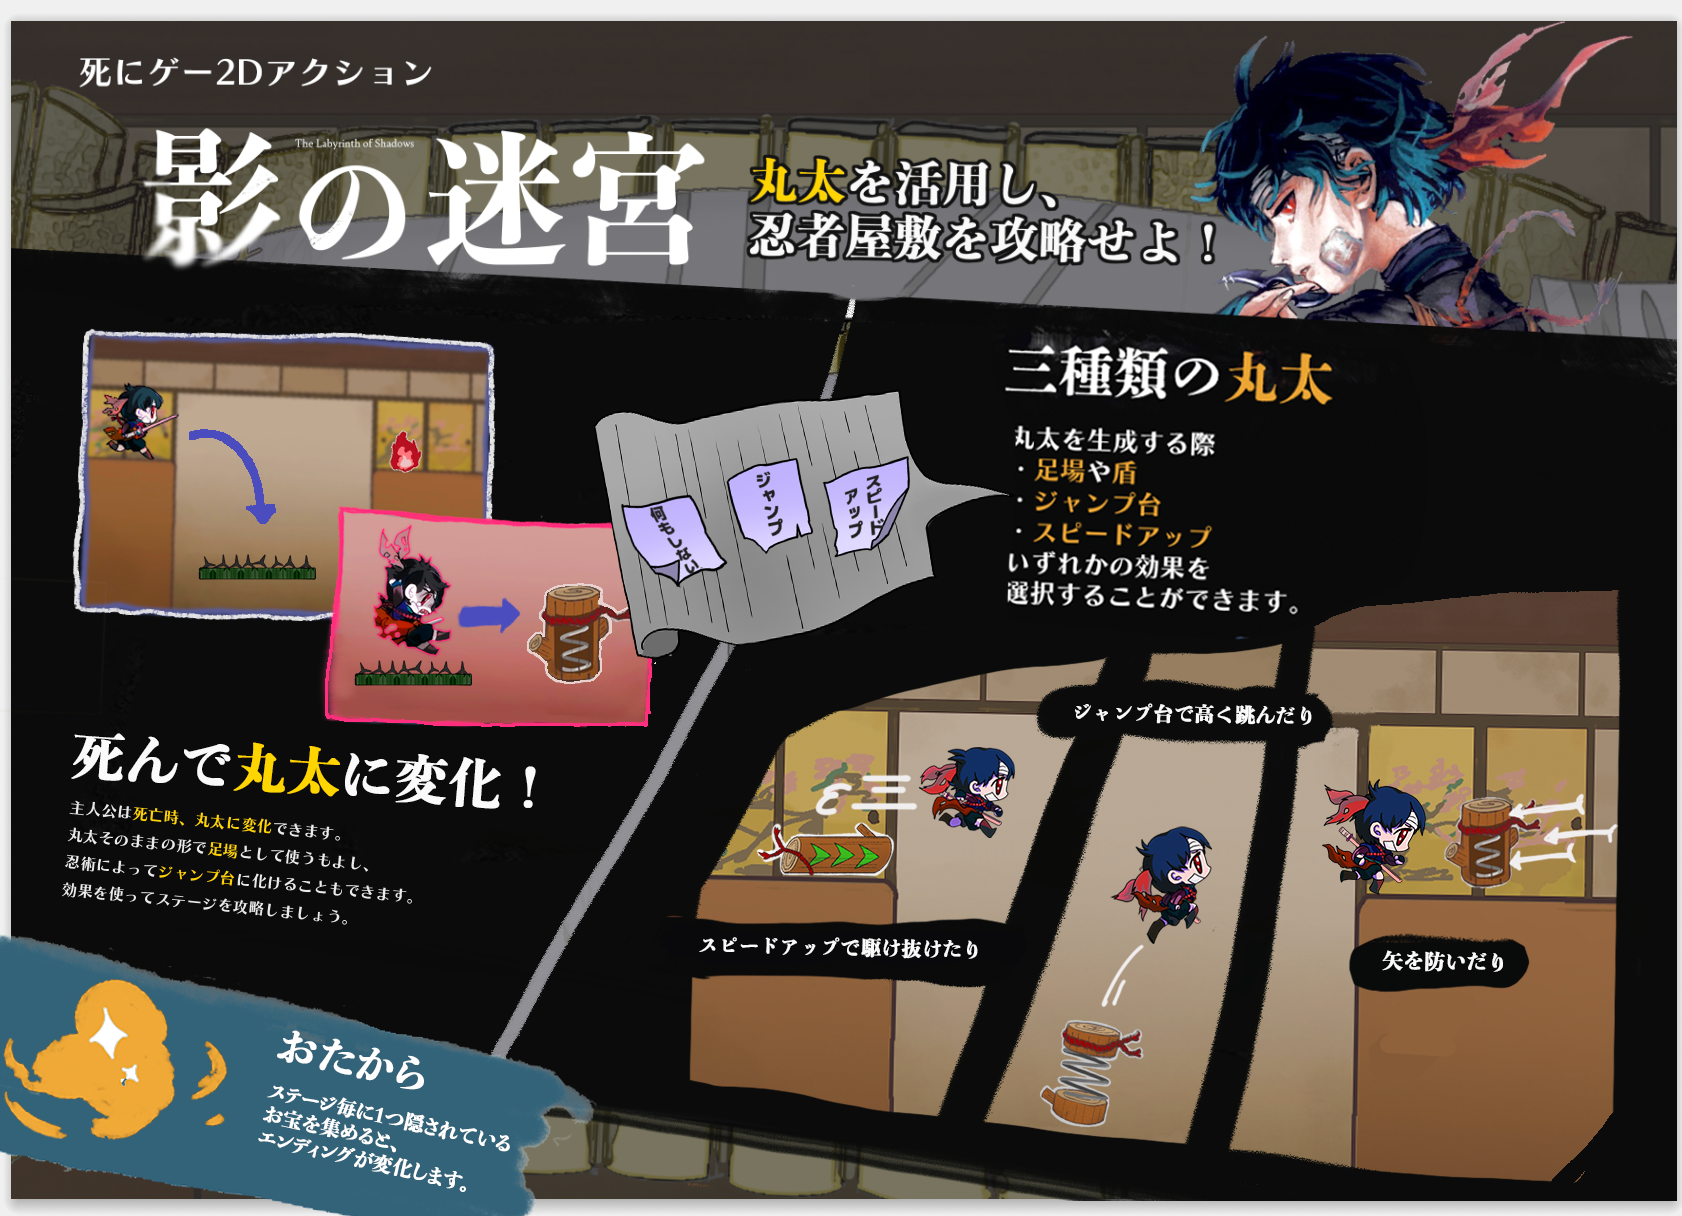 死にゲー2Dアクション
The Labyrinth of Shadows
影の迷宮
丸太を活用し、
忍者屋敷を攻略せよ！
三種類の丸太
丸太を生成する際
・足場や盾
・ジャンプ台
・スピードアップ
いずれかの効果を
選択することができます。
何もしない
ジャンプ
スピード
アップ
死んで丸太に変化！
主人公は死亡時、丸太に変化できます。
丸太そのままの形で足場として使うもよし、
忍術によってジャンプ台に化けることもできます。
効果を使ってステージを攻略しましょう。
ジャンプ台で高く跳んだり
スピードアップで駆け抜けたり
矢を防いだり
おたから
ステージ毎に1つ隠されている
お宝を集めると、
エンディングが変化します。